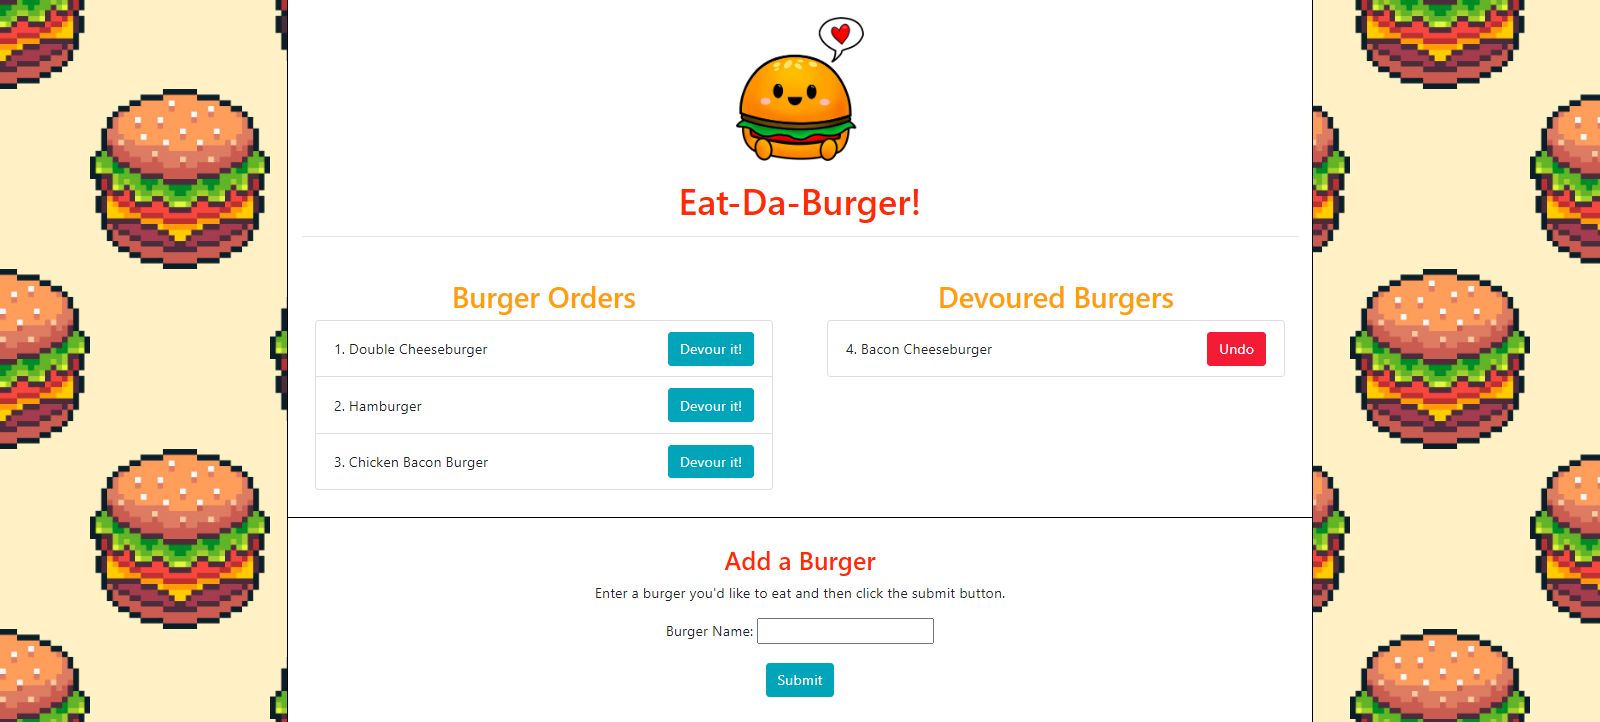 Eat-Da-Burger!
Burger Orders
1. Double Cheeseburger Devour it!
2. Hamburger Devour it!
3. Chicken Bacon Burger Devour it!
Devoured Burgers
4. Bacon Cheeseburger Undo
Add a Burger
Enter a burger you'd like to eat and then click the submit button.
Burger Name:
Submit